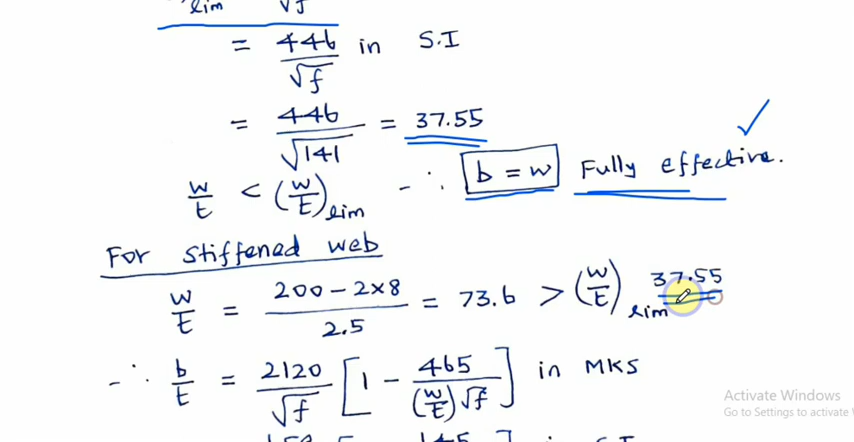 lim √f
= 446/√f in S.I
= 446/√141 = 37.55
w/t < (w/t)lim ∴ b = w Fully effective.
For stiffened web
w/t = 200 - 2×8 / 2.5 = 73.6 > (w/t)lim 37.55
∴ b/t = 2120/√f [1 - 465/(w/t)√f] in MKS
Activate Windows
Go to Settings to activate